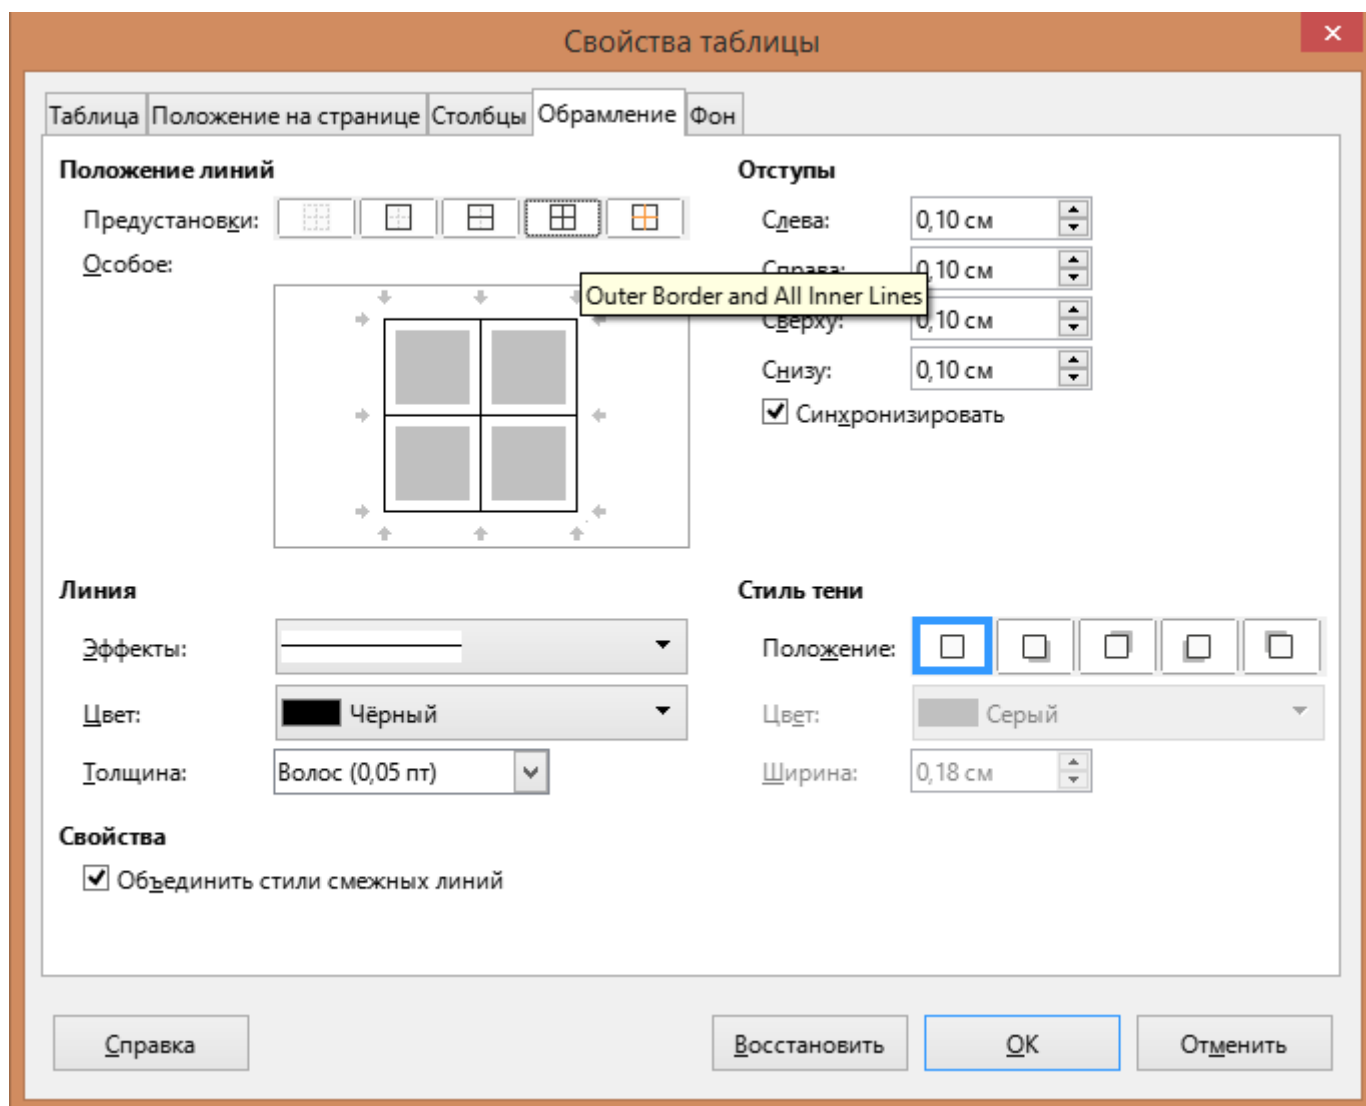 Свойства таблицы
Таблица Положение на странице Столбцы Обрамление Фон
Положение линий
Предустановки:
Особое:
Outer Border and All Inner Lines
Отступы
Слева: 0,10 см
Справа: 0,10 см
Сверху: 0,10 см
Снизу: 0,10 см
Синхронизировать
Линия
Эффекты:
Цвет: Чёрный
Толщина: Волос (0,05 пт)
Стиль тени
Положение:
Цвет: Серый
Ширина: 0,18 см
Свойства
Объединить стили смежных линий
Справка Восстановить ОК Отменить